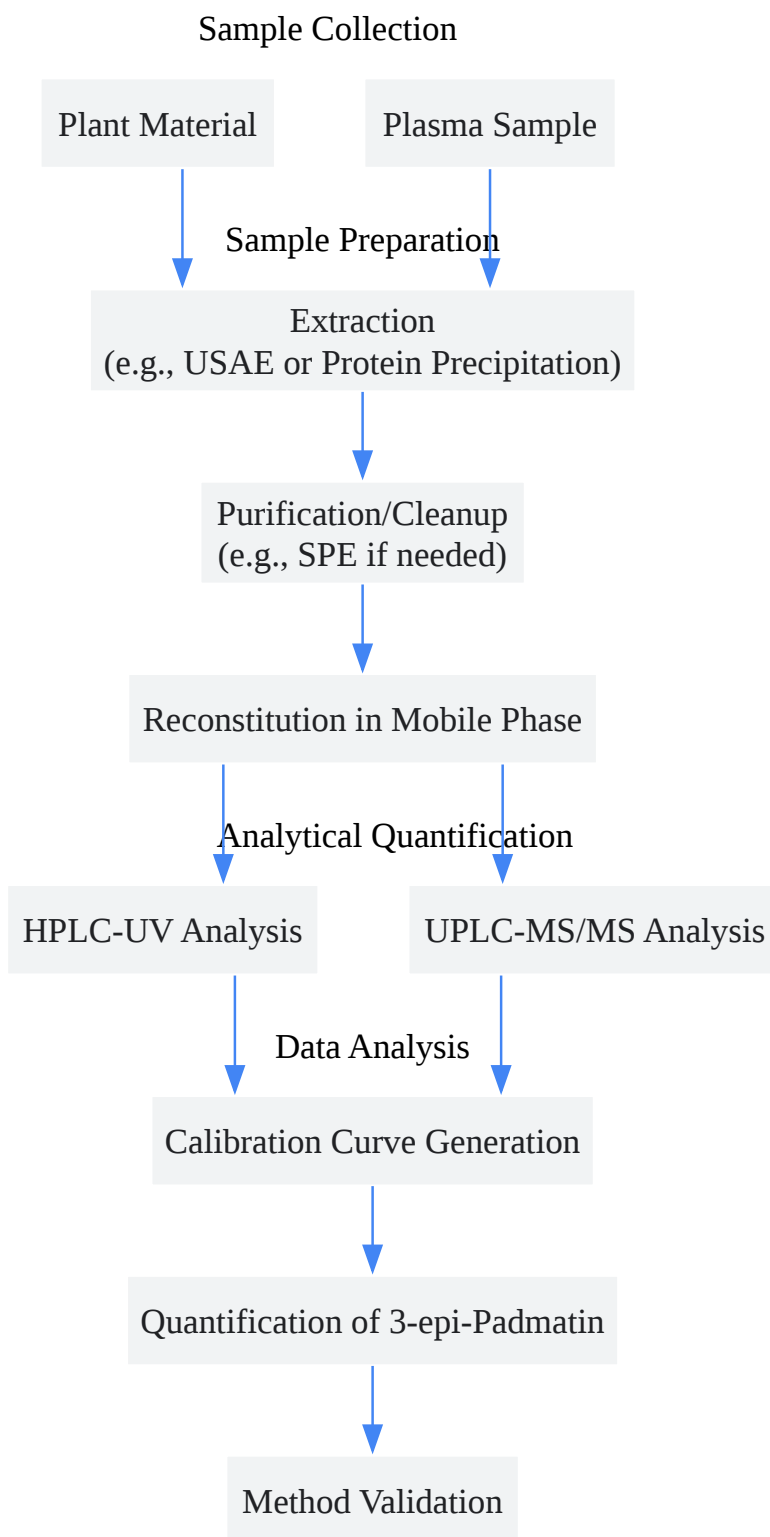 Sample Collection
Plant Material
Plasma Sample
Sample Preparation
Extraction
(e.g., USAE or Protein Precipitation)
Purification/Cleanup
(e.g., SPE if needed)
Reconstitution in Mobile Phase
Analytical Quantification
HPLC-UV Analysis
UPLC-MS/MS Analysis
Data Analysis
Calibration Curve Generation
Quantification of 3-epi-Padmatin
Method Validation